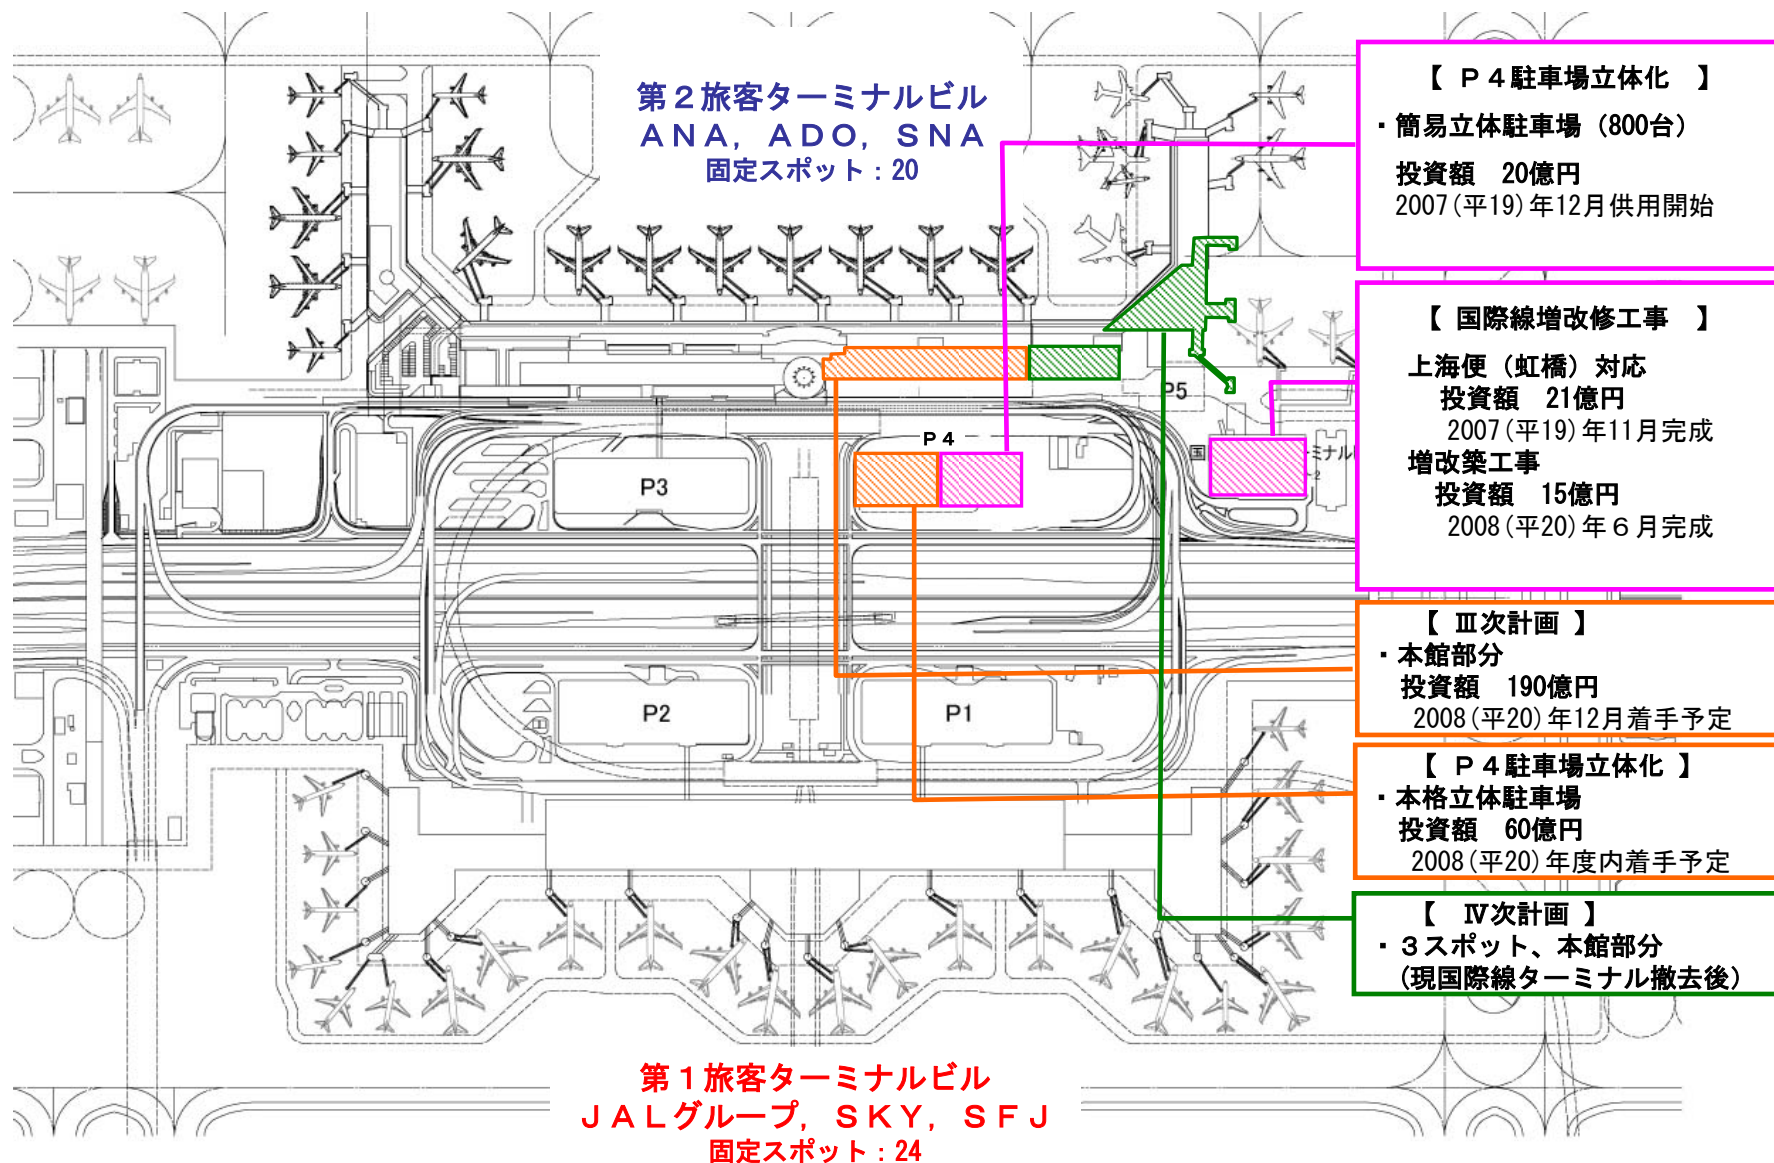 第２旅客ターミナルビル
ＡＮＡ，ＡＤＯ，ＳＮＡ
固定スポット：20
【 Ｐ４駐車場立体化 】
・簡易立体駐車場（800台）
投資額 20億円
2007(平19)年12月供用開始
【 国際線増改修工事 】
上海便（虹橋）対応
投資額 21億円
2007(平19)年11月完成
増改築工事
投資額 15億円
2008(平20)年６月完成
【 Ⅲ次計画 】
・本館部分
投資額 190億円
2008(平20)年12月着手予定
【 Ｐ４駐車場立体化 】
・本格立体駐車場
投資額 60億円
2008(平20)年度内着手予定
【 Ⅳ次計画 】
・３スポット、本館部分
(現国際線ターミナル撤去後)
P5
Ｐ４
国
ミナル
P3
P2
P1
第１旅客ターミナルビル
ＪＡＬグループ，ＳＫＹ，ＳＦＪ
固定スポット：24